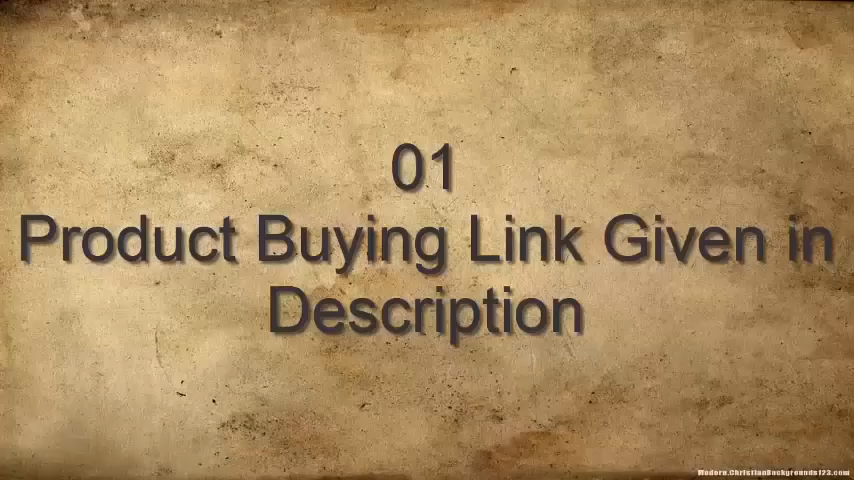 01
Product Buying Link Given in
Description
Modern.ChristianBackgrounds123.com